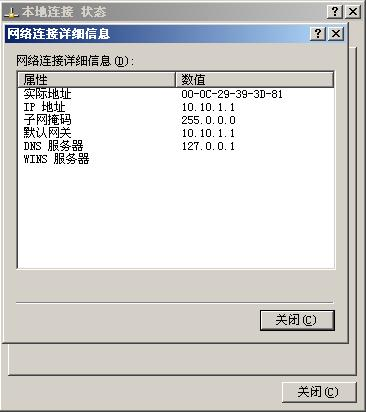 本地连接 状态
网络连接详细信息
网络连接详细信息(D):
属性 数值
实际地址 00-0C-29-39-3D-81
IP 地址 10.10.1.1
子网掩码 255.0.0.0
默认网关 10.10.1.1
DNS 服务器 127.0.0.1
WINS 服务器
关闭(C)
关闭(C)